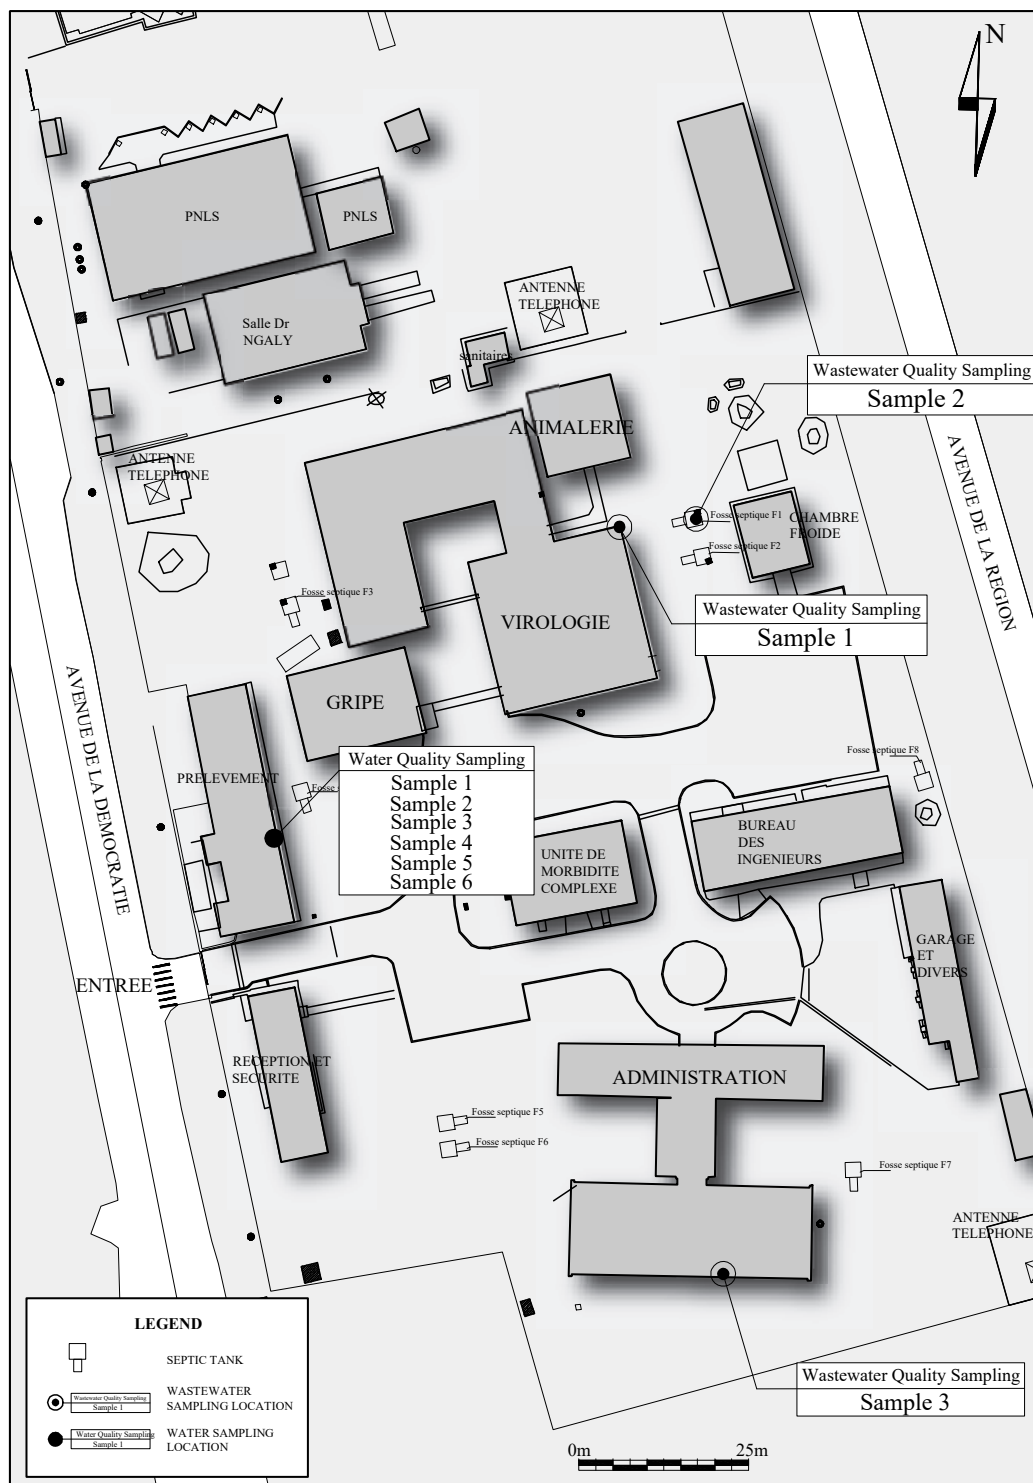 N
PNLS
PNLS
Salle Dr
NGALY
ANTENNE
TELEPHONE
sanitaires
Wastewater Quality Sampling
Sample 2
ANIMALERIE
ANTENNE
TELEPHONE
AVENUE DE LA REGION
Fosse septique F1
CHAMBRE
FROIDE
Fosse septique F2
Fosse septique F3
Wastewater Quality Sampling
Sample 1
VIROLOGIE
AVENUE DE LA DEMOCRATIE
GRIPE
PRELEVEMENT
Water Quality Sampling
Sample 1
Sample 2
Sample 3
Sample 4
Sample 5
Sample 6
Fosse septique F8
BUREAU
DES
INGENIEURS
UNITE DE
MORBIDITE
COMPLEXE
GARAGE
ET
DIVERS
ENTREE
RECEPTION ET
SECURITE
ADMINISTRATION
Fosse septique F5
Fosse septique F6
Fosse septique F7
ANTENNE
TELEPHONE
LEGEND
SEPTIC TANK
Wastewater Quality Sampling
Sample 1
WASTEWATER
SAMPLING LOCATION
Water Quality Sampling
Sample 1
WATER SAMPLING
LOCATION
Wastewater Quality Sampling
Sample 3
0m 25m